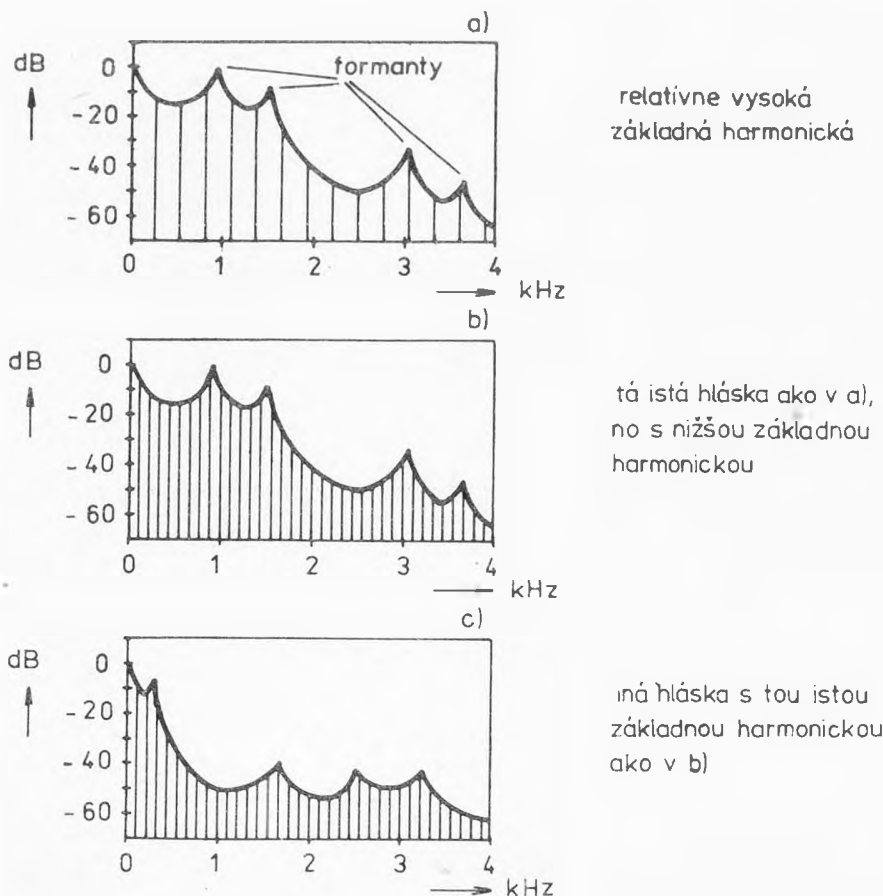 a)
dB
0
-20
-40
-60
formanty
0 1 2 3 4
kHz
relatívne vysoká
základná harmonická
b)
dB
0
-20
-40
-60
0 1 2 3 4
kHz
tá istá hláska ako v a),
no s nižšou základnou
harmonickou
c)
dB
0
-20
-40
-60
0 1 2 3 4
kHz
iná hláska s tou istou
základnou harmonickou
ako v b)